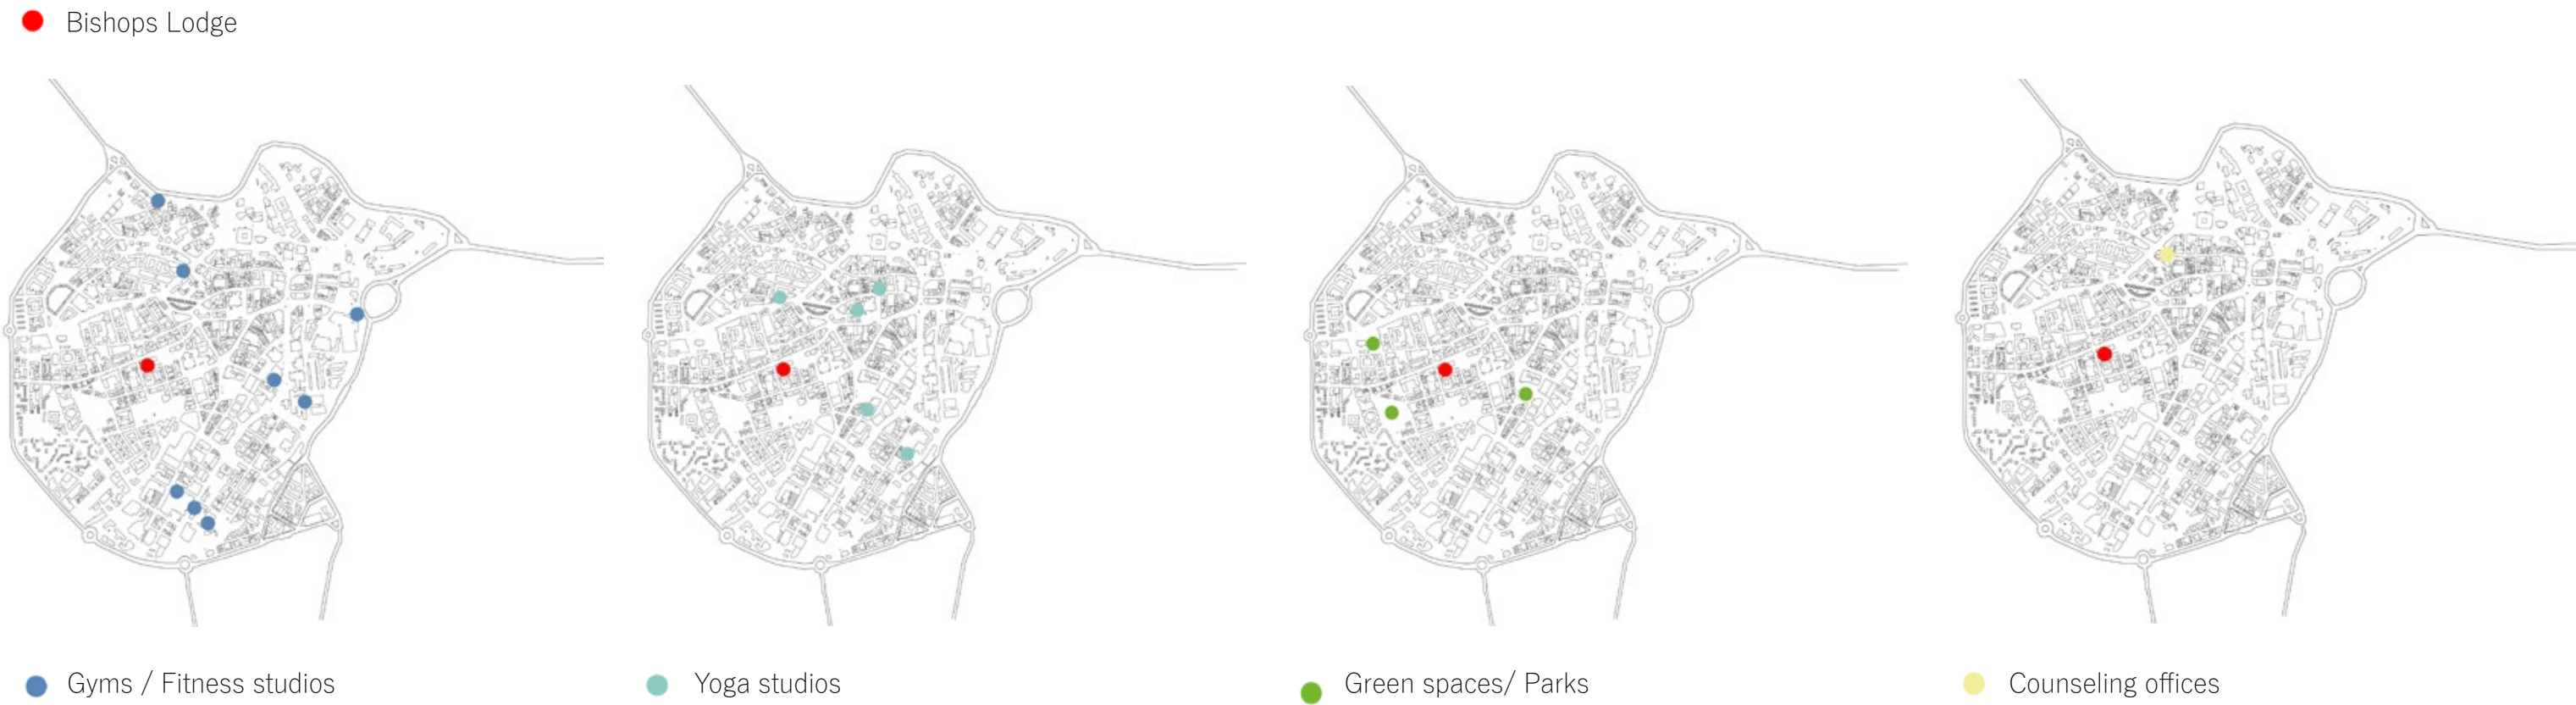 Bishops Lodge
Gyms / Fitness studios
Yoga studios
Green spaces/ Parks
Counseling offices